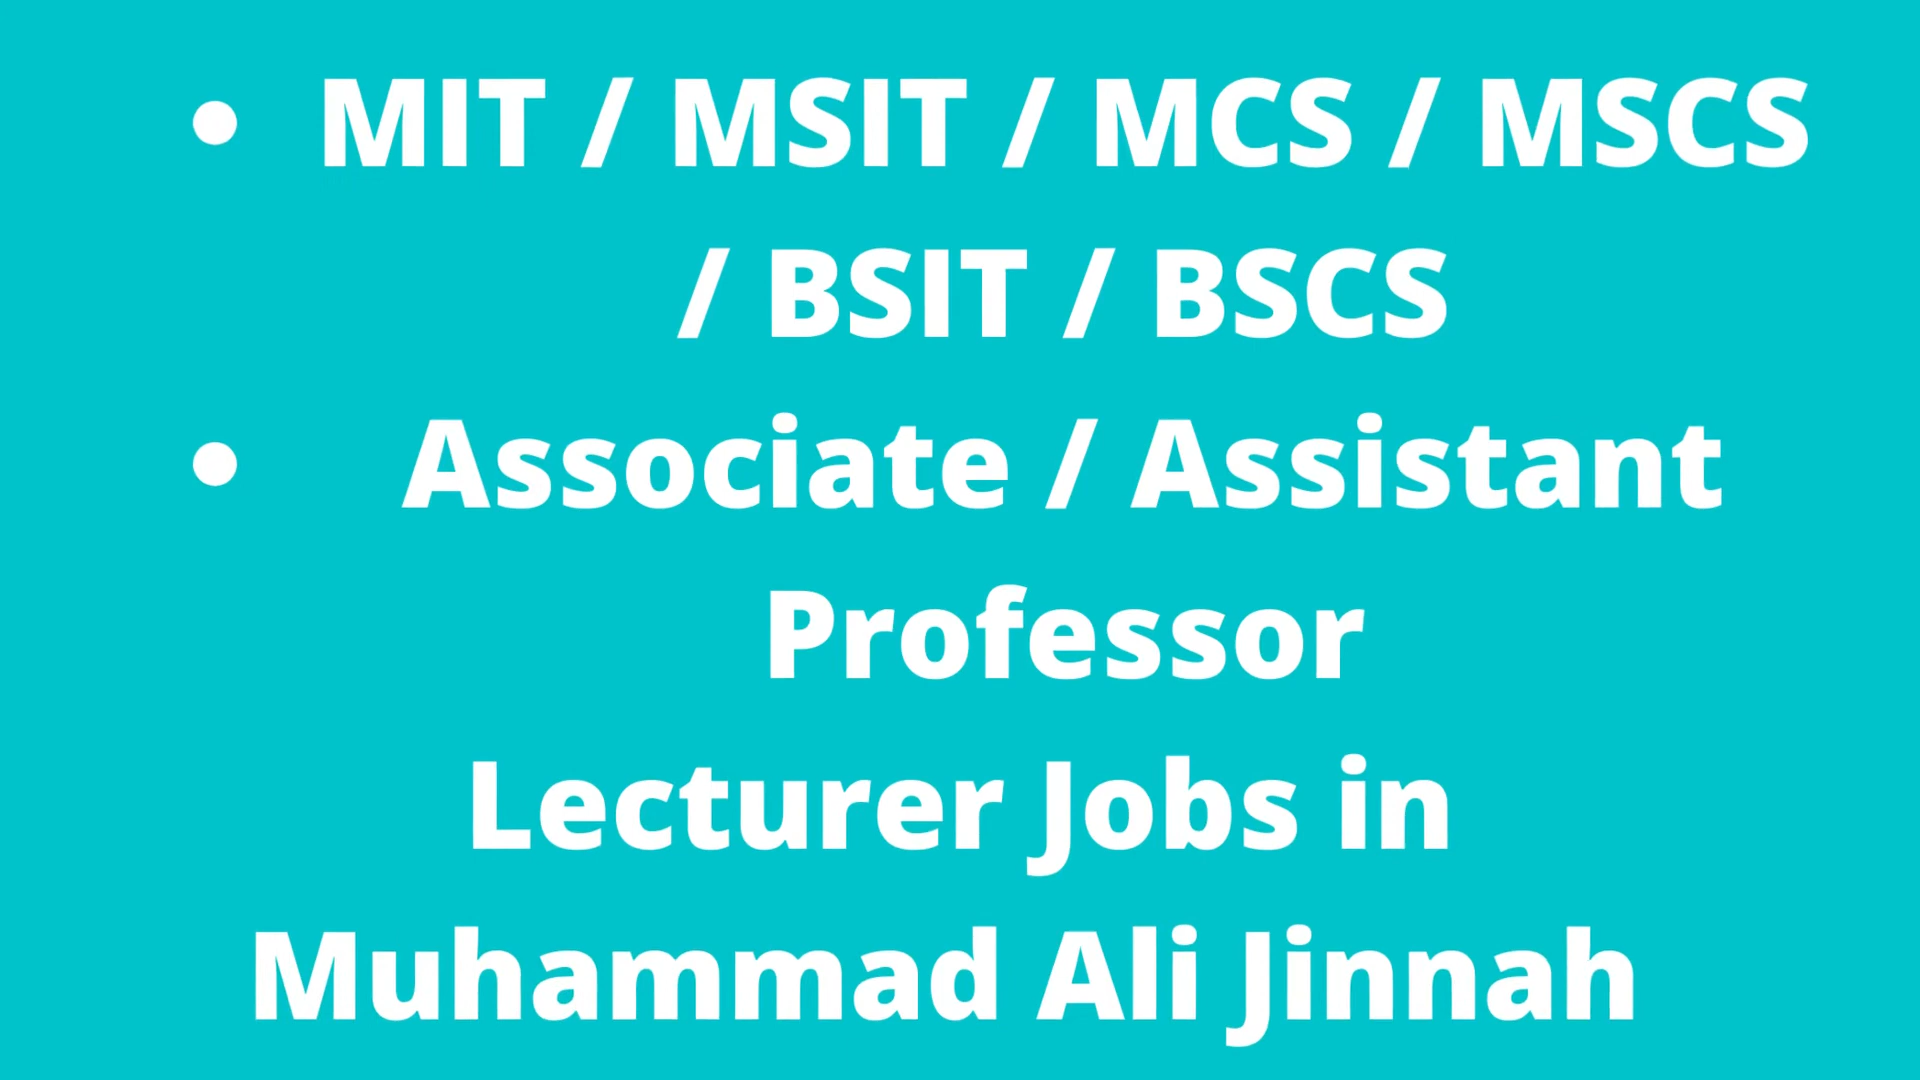 • MIT / MSIT / MCS / MSCS
/ BSIT / BSCS
• Associate / Assistant
Professor
Lecturer Jobs in
Muhammad Ali Jinnah